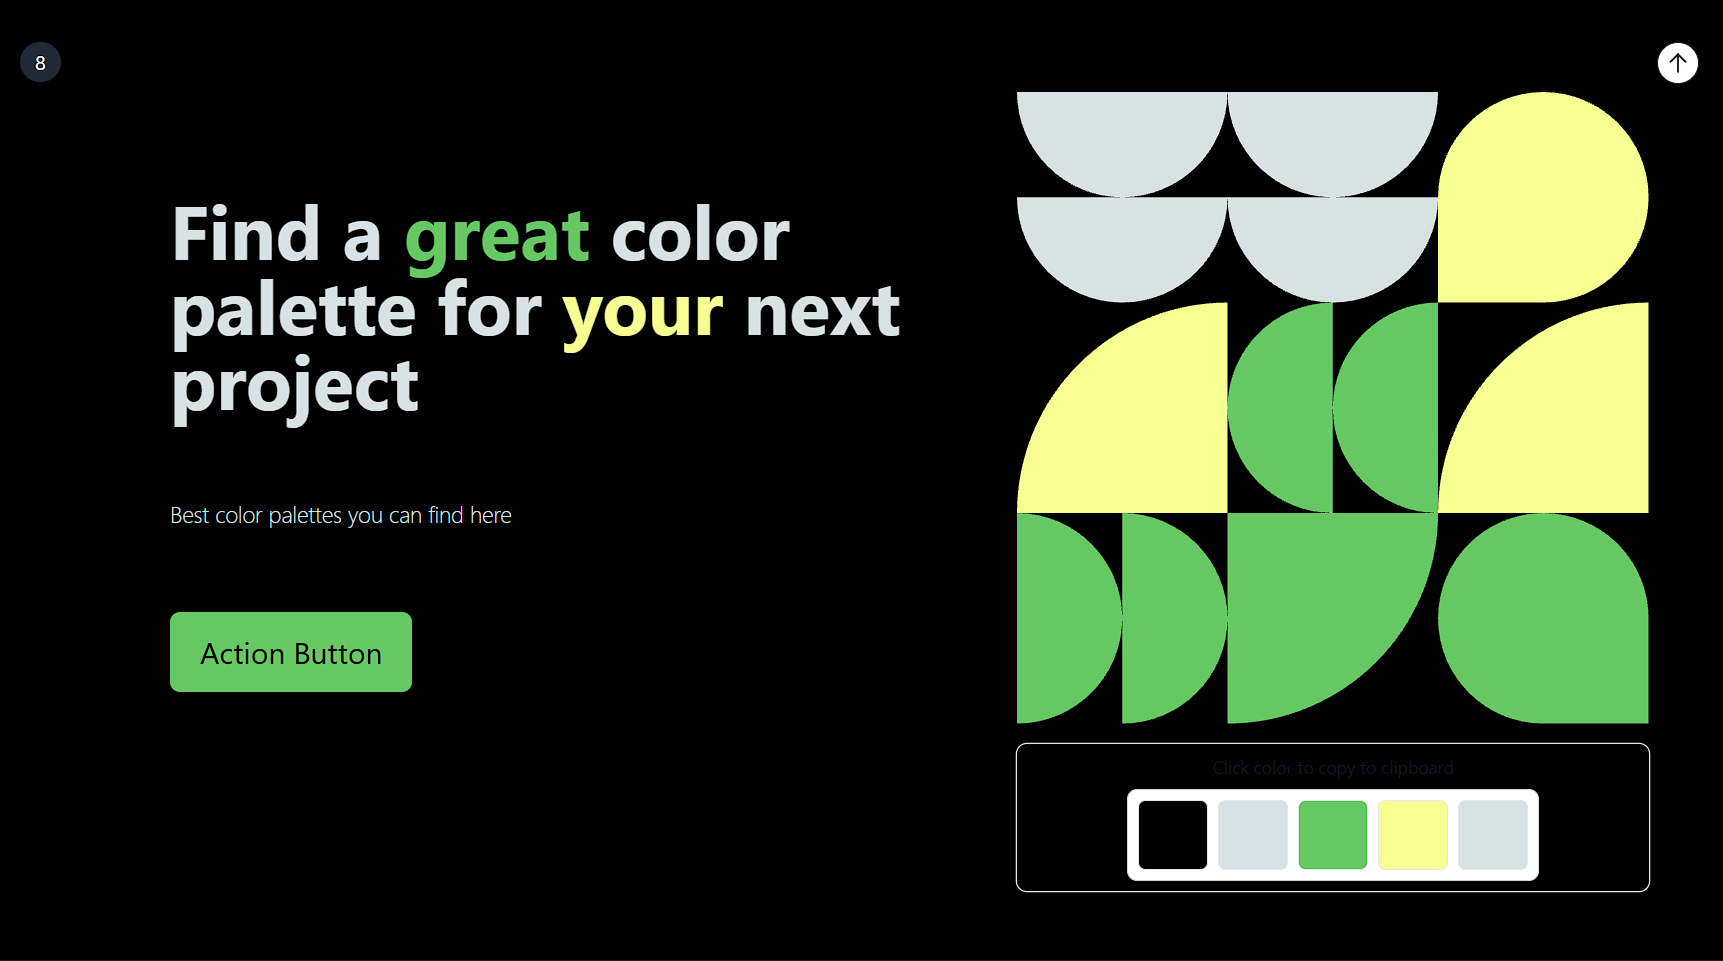 8
Find a great color
palette for your next
project
Best color palettes you can find here
Action Button
Click color to copy to clipboard